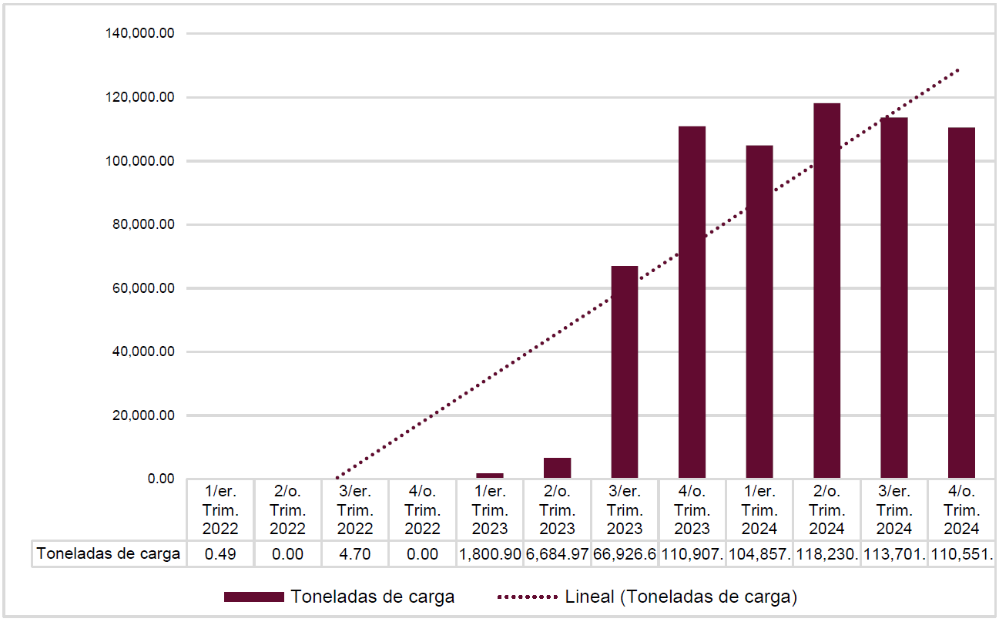 140,000.00
120,000.00
100,000.00
80,000.00
60,000.00
40,000.00
20,000.00
0.00
1/er. Trim. 2022
2/o. Trim. 2022
3/er. Trim. 2022
4/o. Trim. 2022
1/er. Trim. 2023
2/o. Trim. 2023
3/er. Trim. 2023
4/o. Trim. 2023
1/er. Trim. 2024
2/o. Trim. 2024
3/er. Trim. 2024
4/o. Trim. 2024
Toneladas de carga 0.49 0.00 4.70 0.00 1,800.90 6,684.97 66,926.6 110,907. 104,857. 118,230. 113,701. 110,551.
Toneladas de carga Lineal (Toneladas de carga)